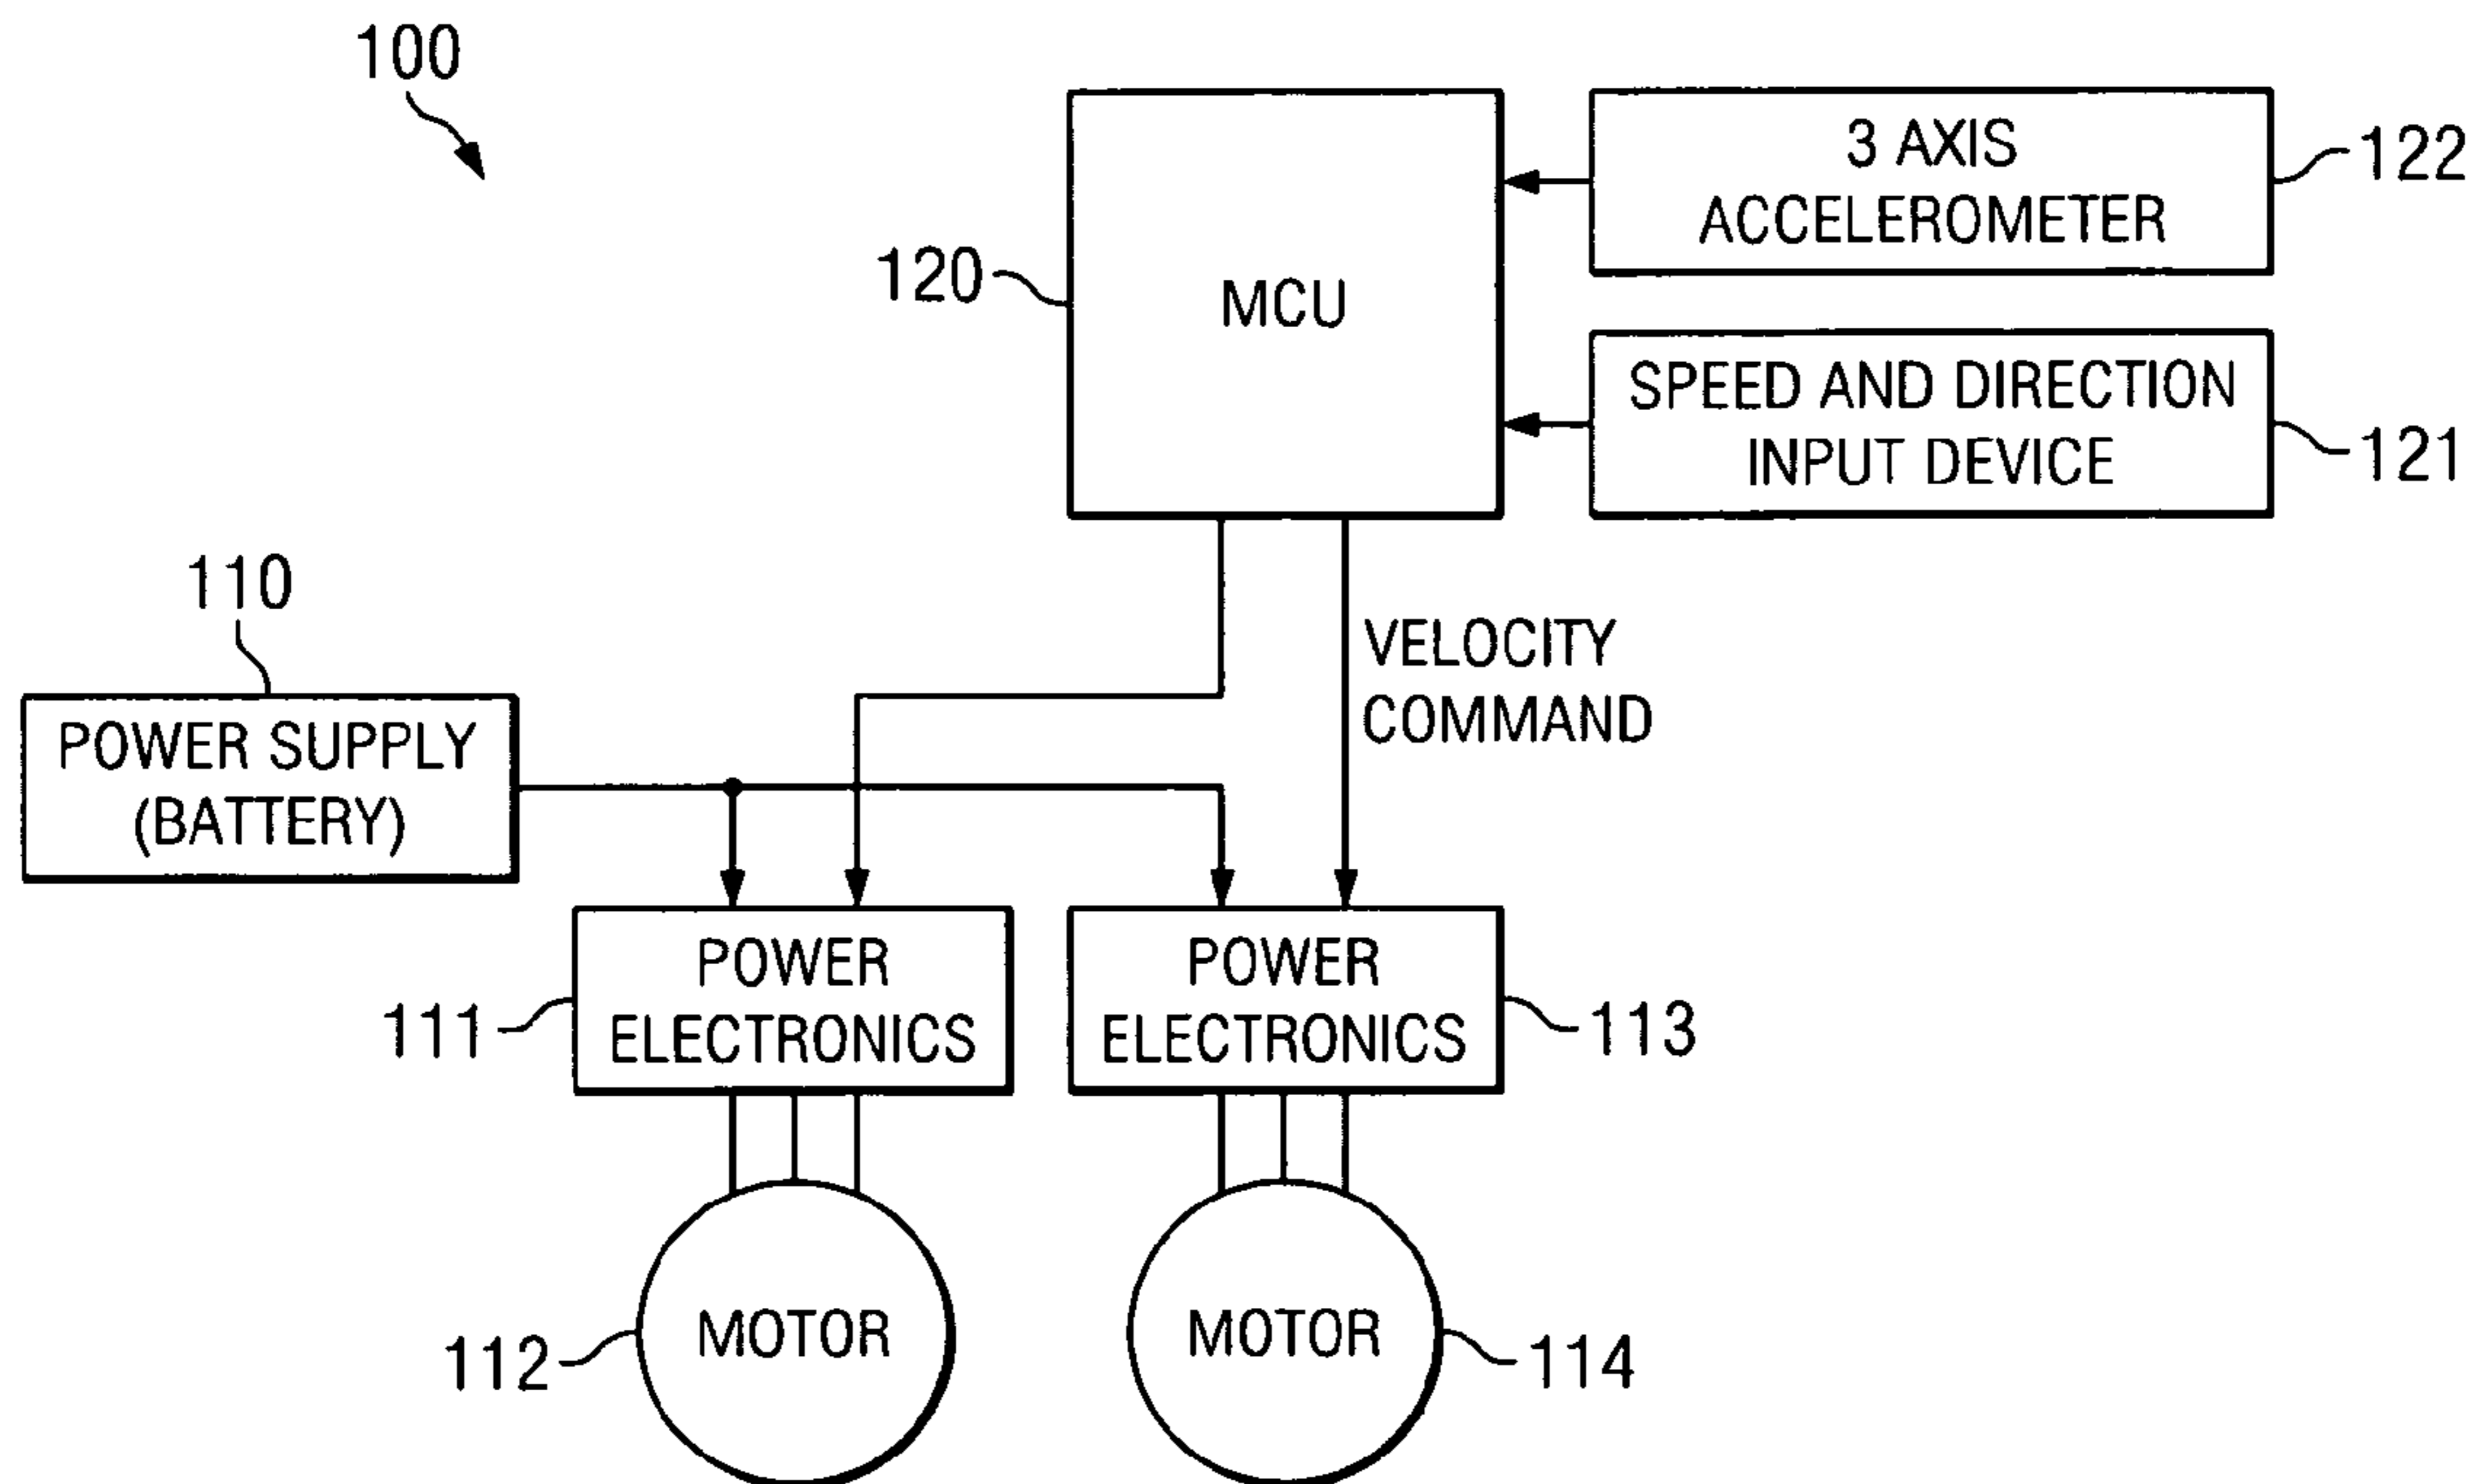 100
3 AXIS
ACCELEROMETER
122
120
MCU
SPEED AND DIRECTION
INPUT DEVICE
121
110
POWER SUPPLY
(BATTERY)
VELOCITY
COMMAND
POWER
ELECTRONICS
111
POWER
ELECTRONICS
113
MOTOR
112
MOTOR
114